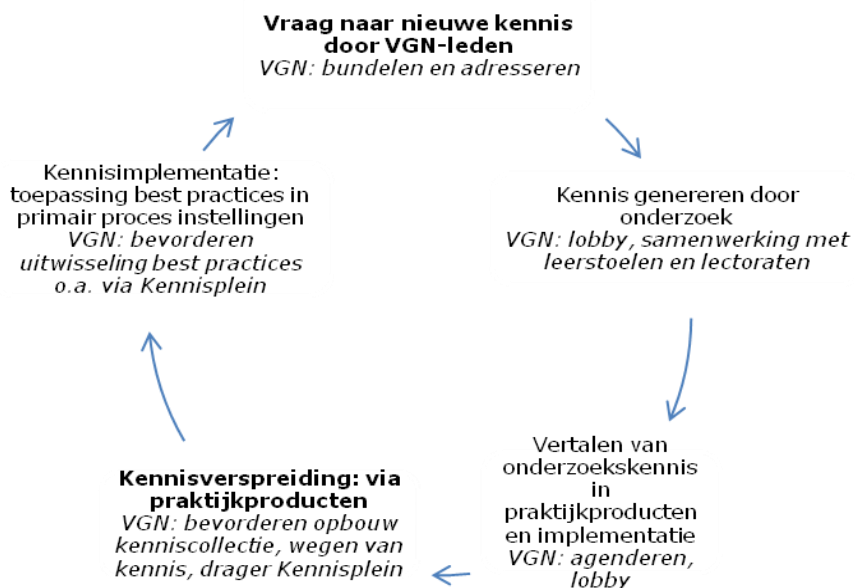 Vraag naar nieuwe kennis
door VGN-leden
VGN: bundelen en adresseren
Kennis genereren door
onderzoek
VGN: lobby, samenwerking met
leerstoelen en lectoraten
Vertalen van
onderzoekskennis
in
praktijkproducten
en implementatie
VGN: agenderen,
lobby
Kennisverspreiding: via
praktijkproducten
VGN: bevorderen opbouw
kenniscollectie, wegen van
kennis, drager Kennisplein
Kennisimplementatie:
toepassing best practices in
primair proces instellingen
VGN: bevorderen
uitwisseling best practices
o.a. via Kennisplein